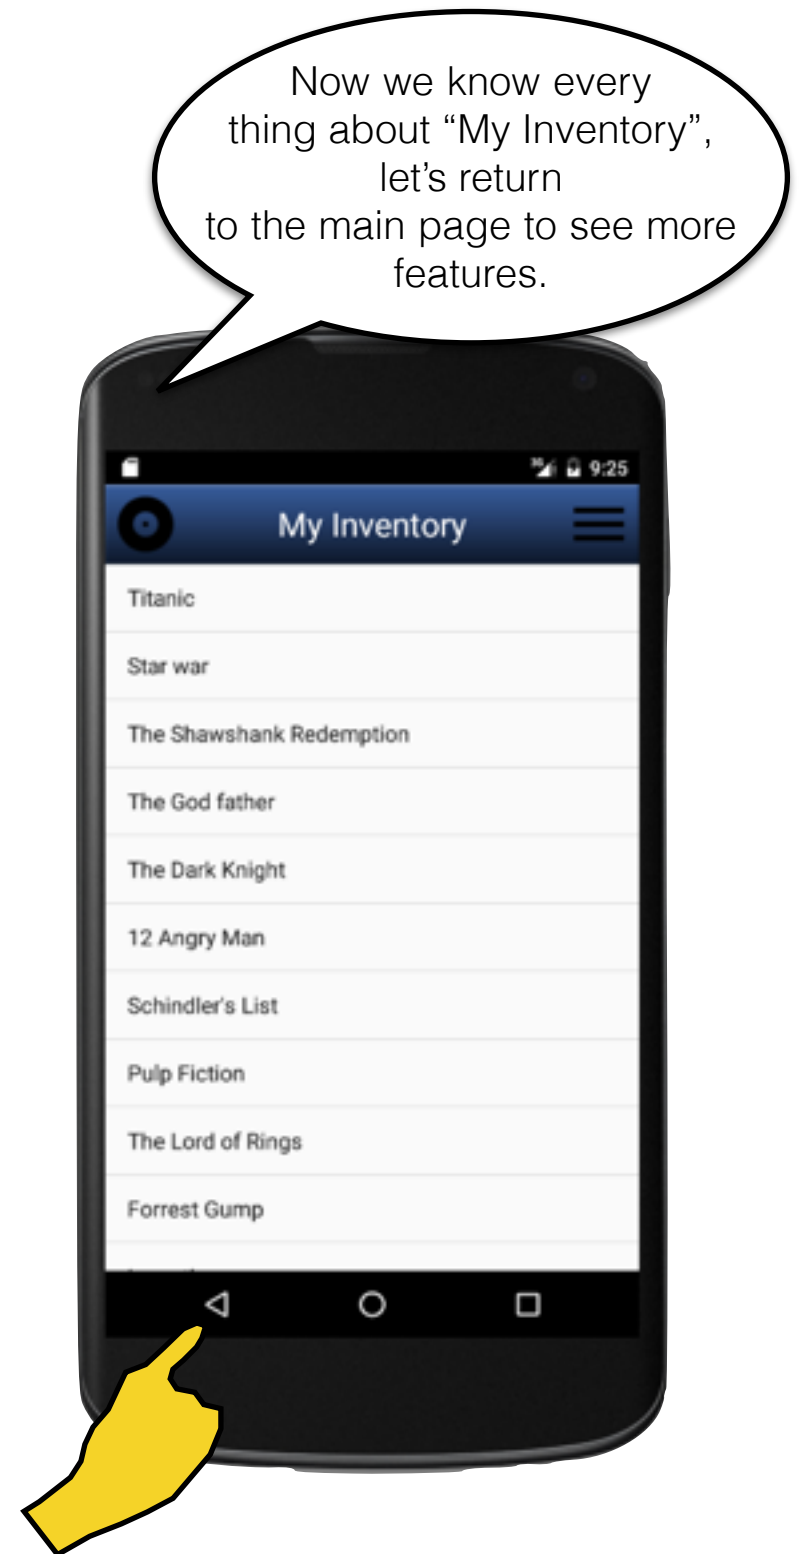 Now we know every
thing about “My Inventory”,
let’s return
to the main page to see more
features.
3G 9:25
My Inventory
Titanic
Star war
The Shawshank Redemption
The God father
The Dark Knight
12 Angry Man
Schindler's List
Pulp Fiction
The Lord of Rings
Forrest Gump